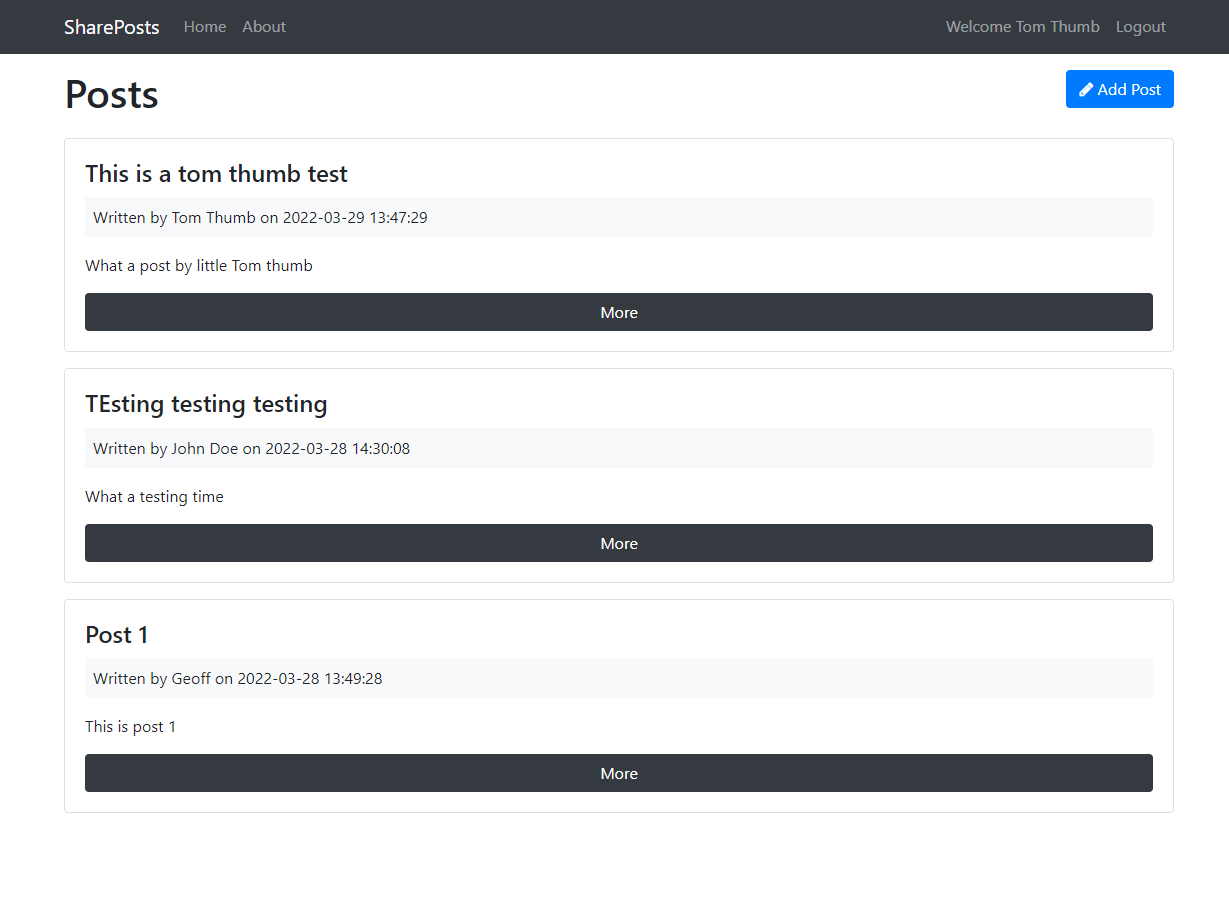 SharePosts Home About Welcome Tom Thumb Logout
Posts Add Post
This is a tom thumb test
Written by Tom Thumb on 2022-03-29 13:47:29
What a post by little Tom thumb
More
TEsting testing testing
Written by John Doe on 2022-03-28 14:30:08
What a testing time
More
Post 1
Written by Geoff on 2022-03-28 13:49:28
This is post 1
More